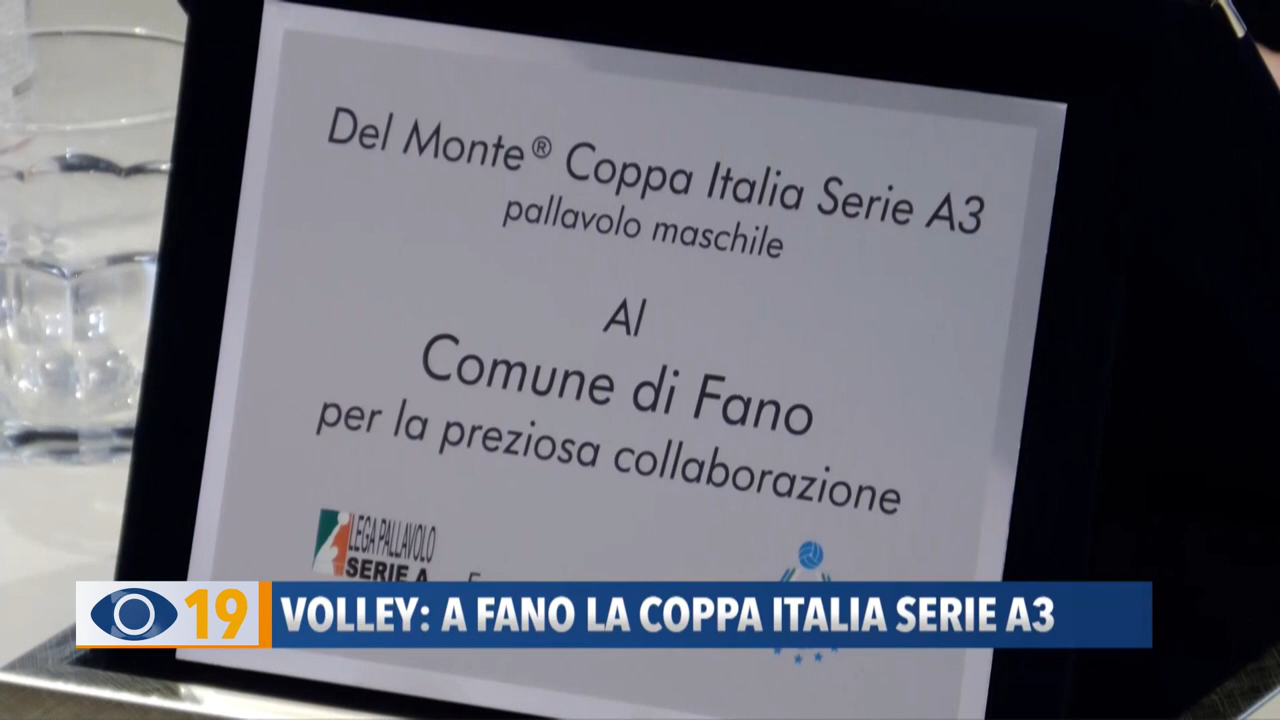 Del Monte® Coppa Italia Serie A3
pallavolo maschile
Al
Comune di Fano
per la preziosa collaborazione
LEGA PALLAVOLO
SERIE A
19
VOLLEY: A FANO LA COPPA ITALIA SERIE A3